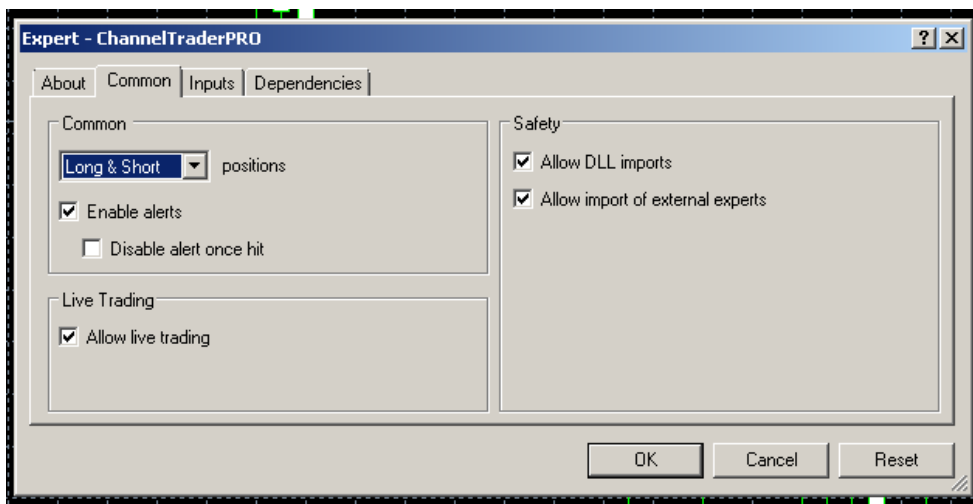 Expert - ChannelTraderPRO
About Common Inputs Dependencies
Common
Long & Short positions
Enable alerts
Disable alert once hit
Live Trading
Allow live trading
Safety
Allow DLL imports
Allow import of external experts
OK Cancel Reset